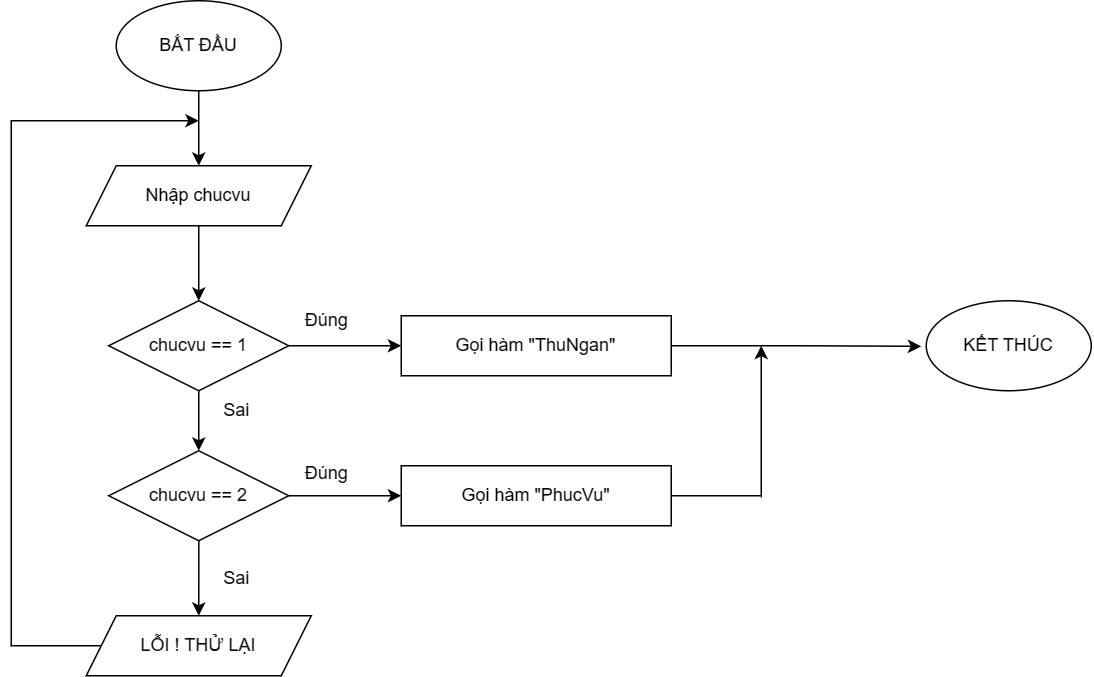 BẮT ĐẦU
Nhập chucvu
chucvu == 1
Đúng
Gọi hàm "ThuNgan"
KẾT THÚC
Sai
chucvu == 2
Đúng
Gọi hàm "PhucVu"
Sai
LỖI ! THỬ LẠI